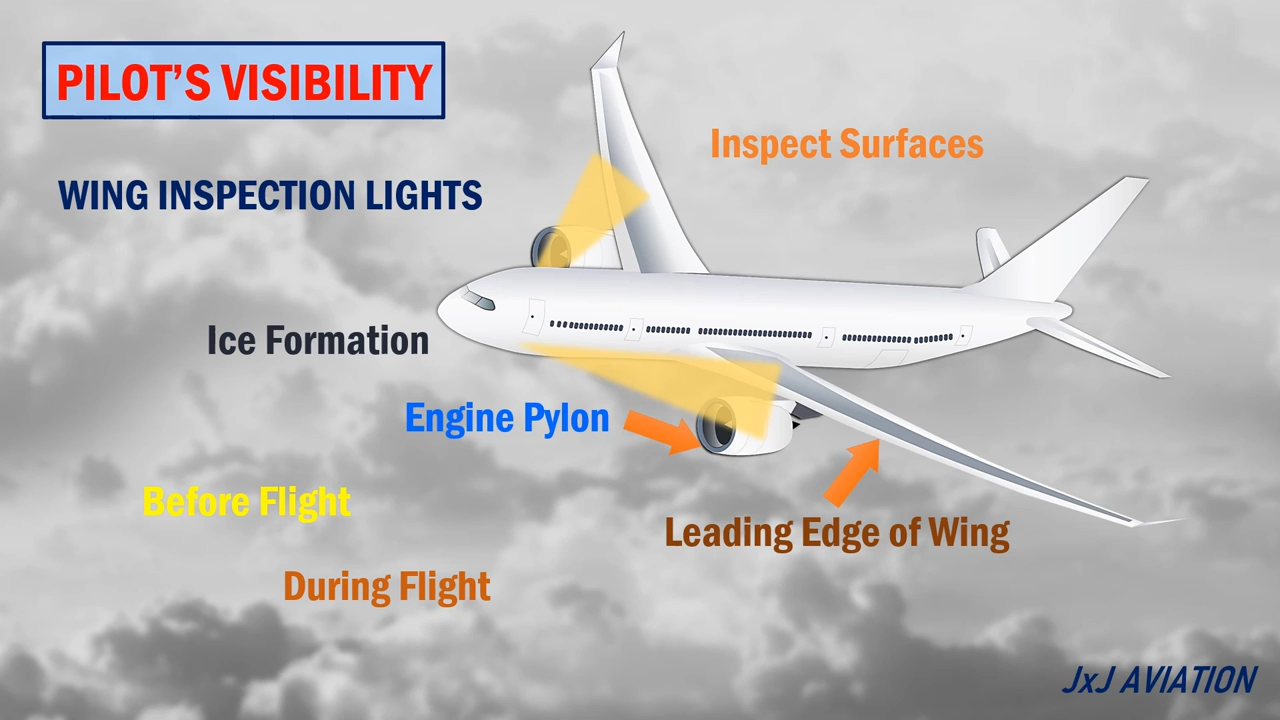 PILOT’S VISIBILITY
WING INSPECTION LIGHTS
Inspect Surfaces
Ice Formation
Engine Pylon
Before Flight
Leading Edge of Wing
During Flight
JxJ AVIATION